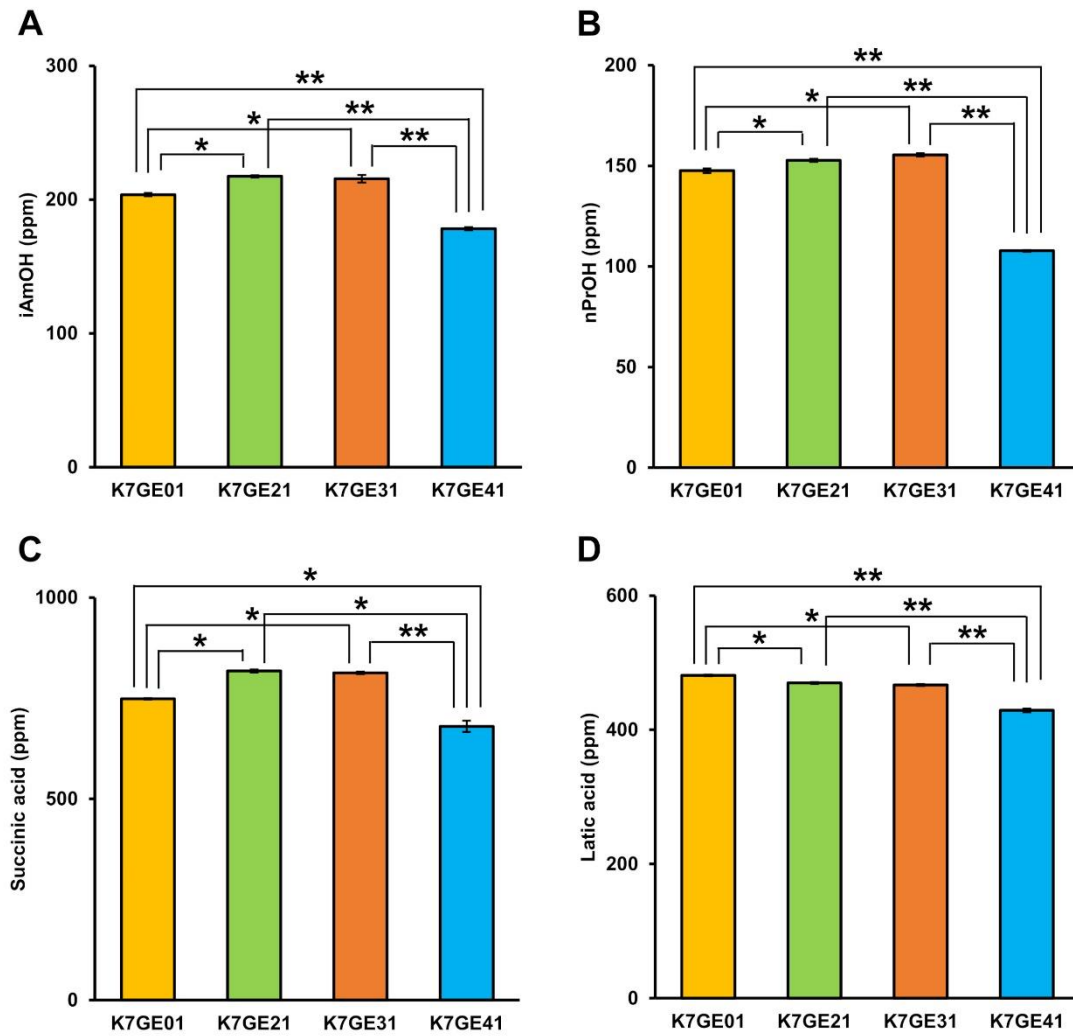 A
iAmOH (ppm)
300
200
100
0
**
* **
* **
K7GE01 K7GE21 K7GE31 K7GE41
B
nPrOH (ppm)
200
150
100
50
0
**
* **
* **
K7GE01 K7GE21 K7GE31 K7GE41
C
Succinic acid (ppm)
1000
500
0
*
* *
* **
K7GE01 K7GE21 K7GE31 K7GE41
D
Latic acid (ppm)
600
400
200
0
**
* **
* **
K7GE01 K7GE21 K7GE31 K7GE41